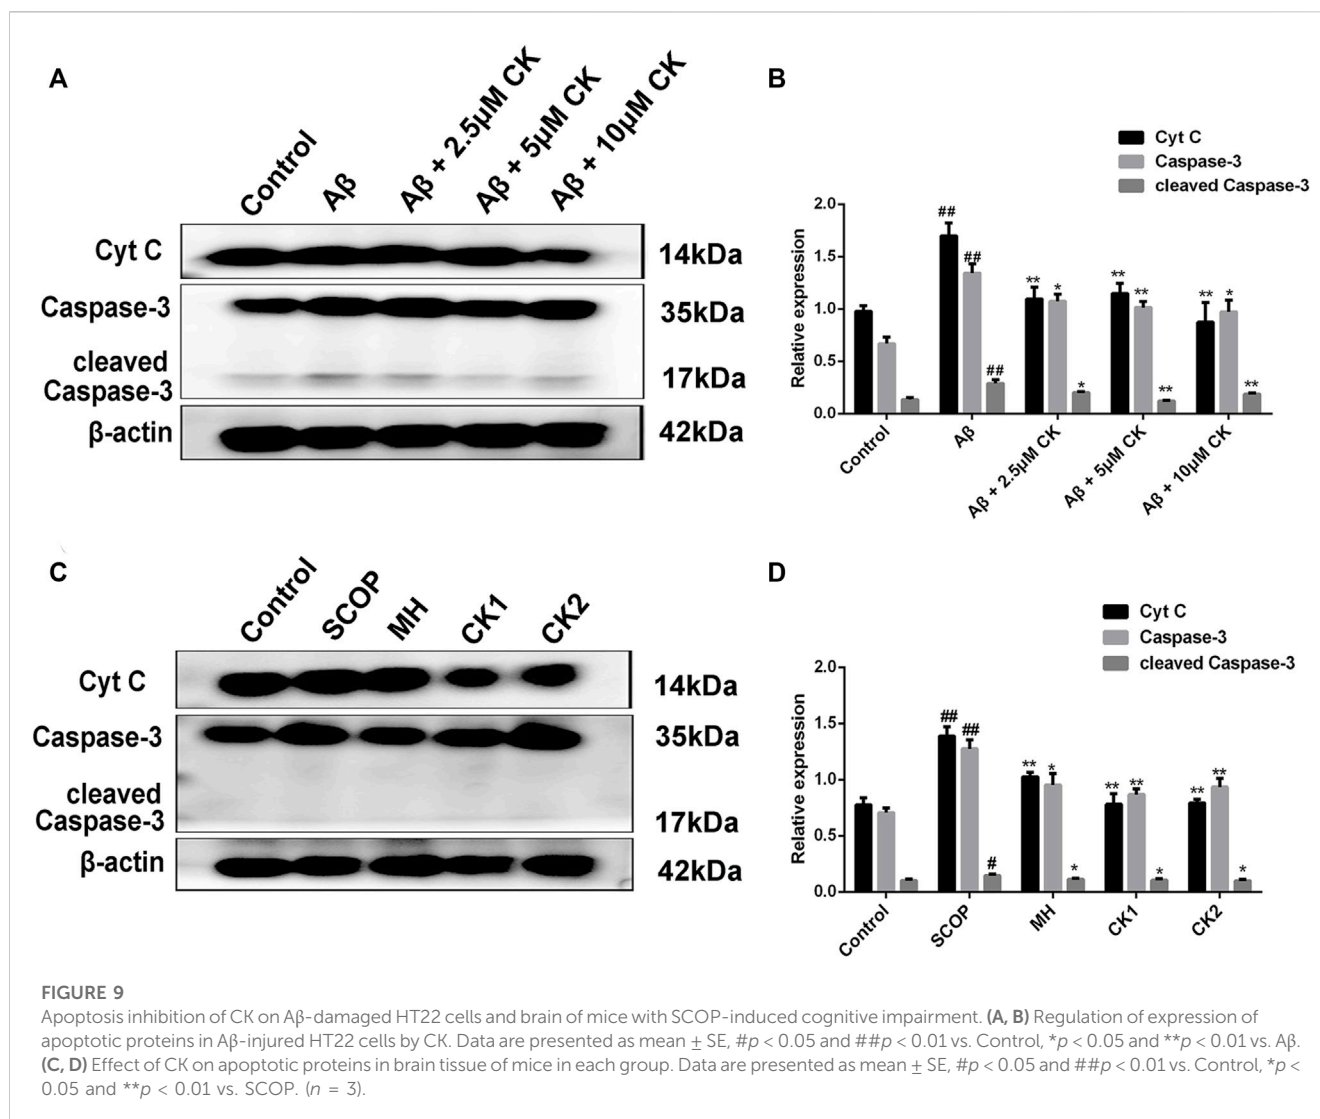 A
Control
Aβ
Aβ + 2.5μM CK
Aβ + 5μM CK
Aβ + 10μM CK
Cyt C
14kDa
Caspase-3
35kDa
cleaved
Caspase-3
17kDa
β-actin
42kDa
B
Cyt C
Caspase-3
cleaved Caspase-3
Relative expression
2.0
1.5
1.0
0.5
0.0
##
##
##
**
*
*
**
**
**
**
*
**
Control
Aβ
Aβ + 2.5μM CK
Aβ + 5μM CK
Aβ + 10μM CK
C
Control
SCOP
MH
CK1
CK2
Cyt C
14kDa
Caspase-3
35kDa
cleaved
Caspase-3
17kDa
β-actin
42kDa
D
Cyt C
Caspase-3
cleaved Caspase-3
Relative expression
2.0
1.5
1.0
0.5
0.0
##
##
#
**
*
*
**
**
*
**
**
*
Control
SCOP
MH
CK1
CK2
FIGURE 9
Apoptosis inhibition of CK on Aβ-damaged HT22 cells and brain of mice with SCOP-induced cognitive impairment. (A, B) Regulation of expression of
apoptotic proteins in Aβ-injured HT22 cells by CK. Data are presented as mean ± SE, #p < 0.05 and ##p < 0.01 vs. Control, *p < 0.05 and **p < 0.01 vs. Aβ.
(C, D) Effect of CK on apoptotic proteins in brain tissue of mice in each group. Data are presented as mean ± SE, #p < 0.05 and ##p < 0.01 vs. Control, *p <
0.05 and **p < 0.01 vs. SCOP. (n = 3).